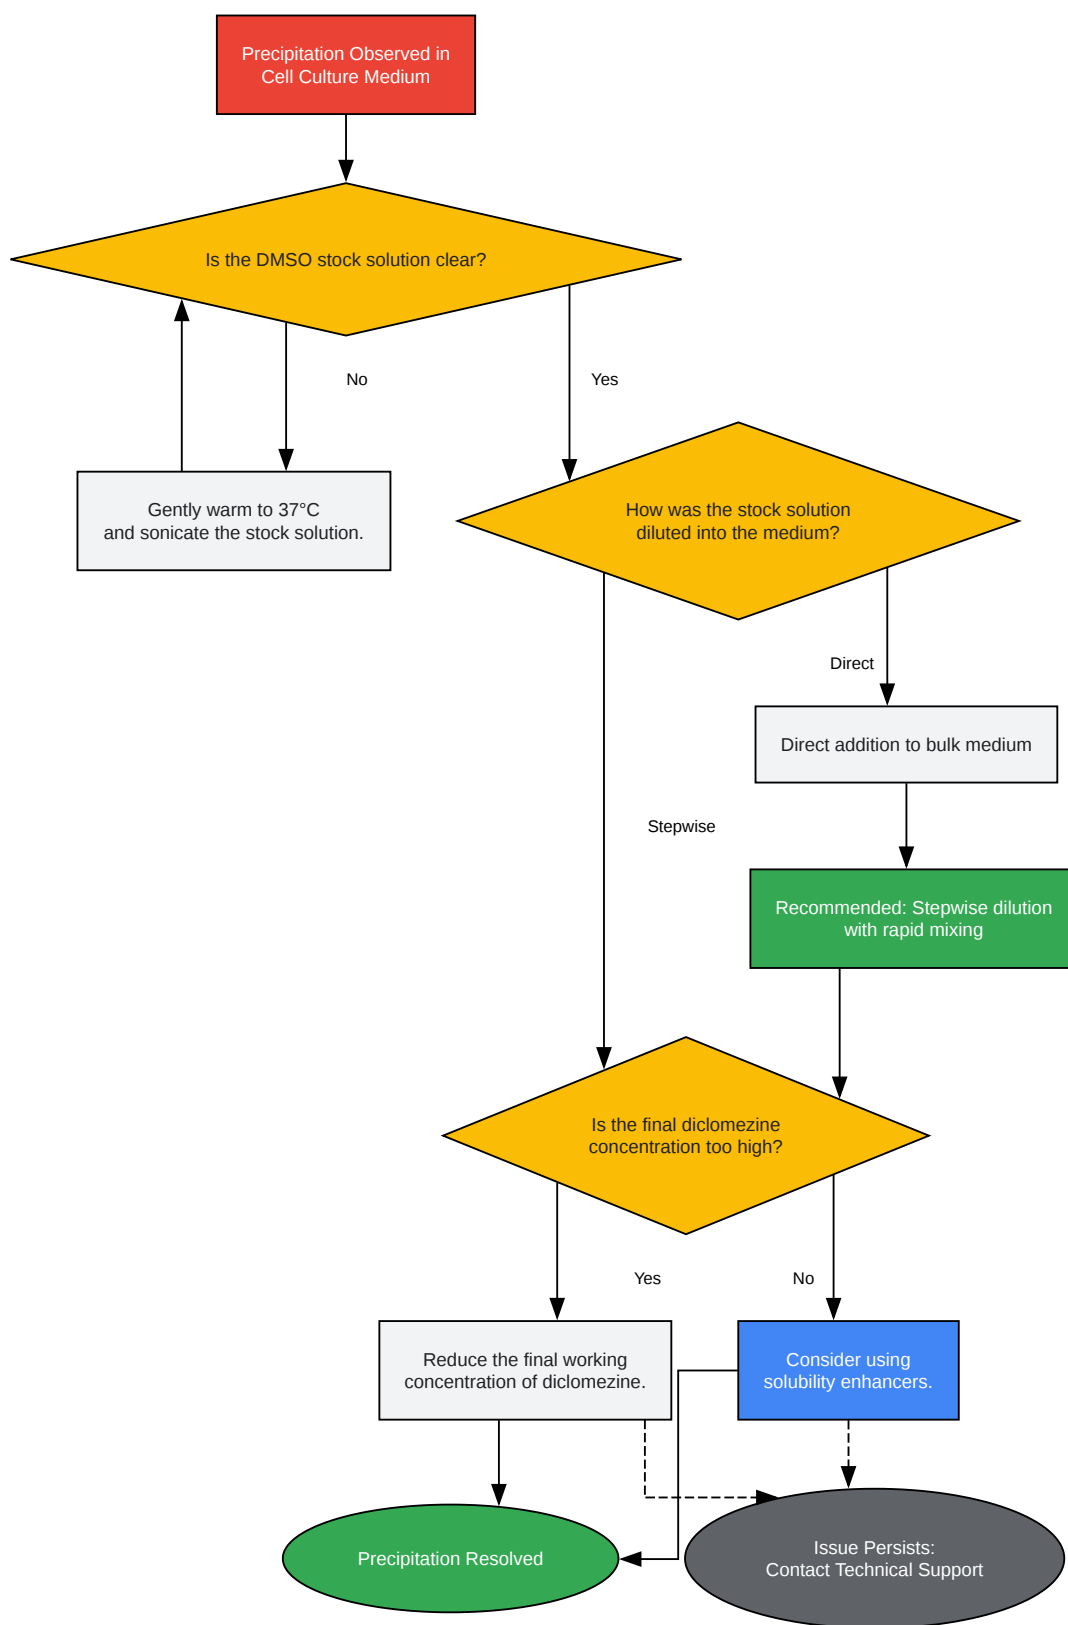 Precipitation Observed in
Cell Culture Medium
Is the DMSO stock solution clear?
No
Yes
Gently warm to 37°C
and sonicate the stock solution.
How was the stock solution
diluted into the medium?
Direct
Direct addition to bulk medium
Stepwise
Recommended: Stepwise dilution
with rapid mixing
Is the final diclomezine
concentration too high?
Yes
No
Reduce the final working
concentration of diclomezine.
Consider using
solubility enhancers.
Precipitation Resolved
Issue Persists:
Contact Technical Support